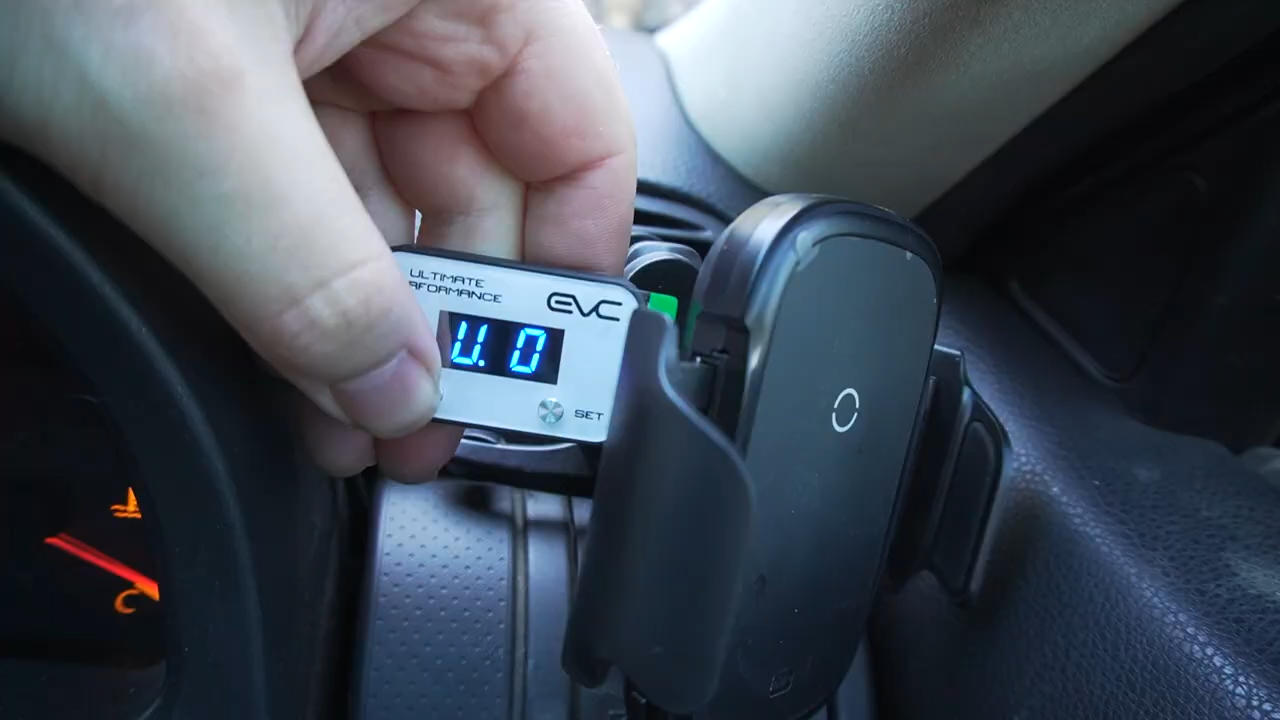 ULTIMATE
RFORMANCE
EVC
U. 0
SET
C